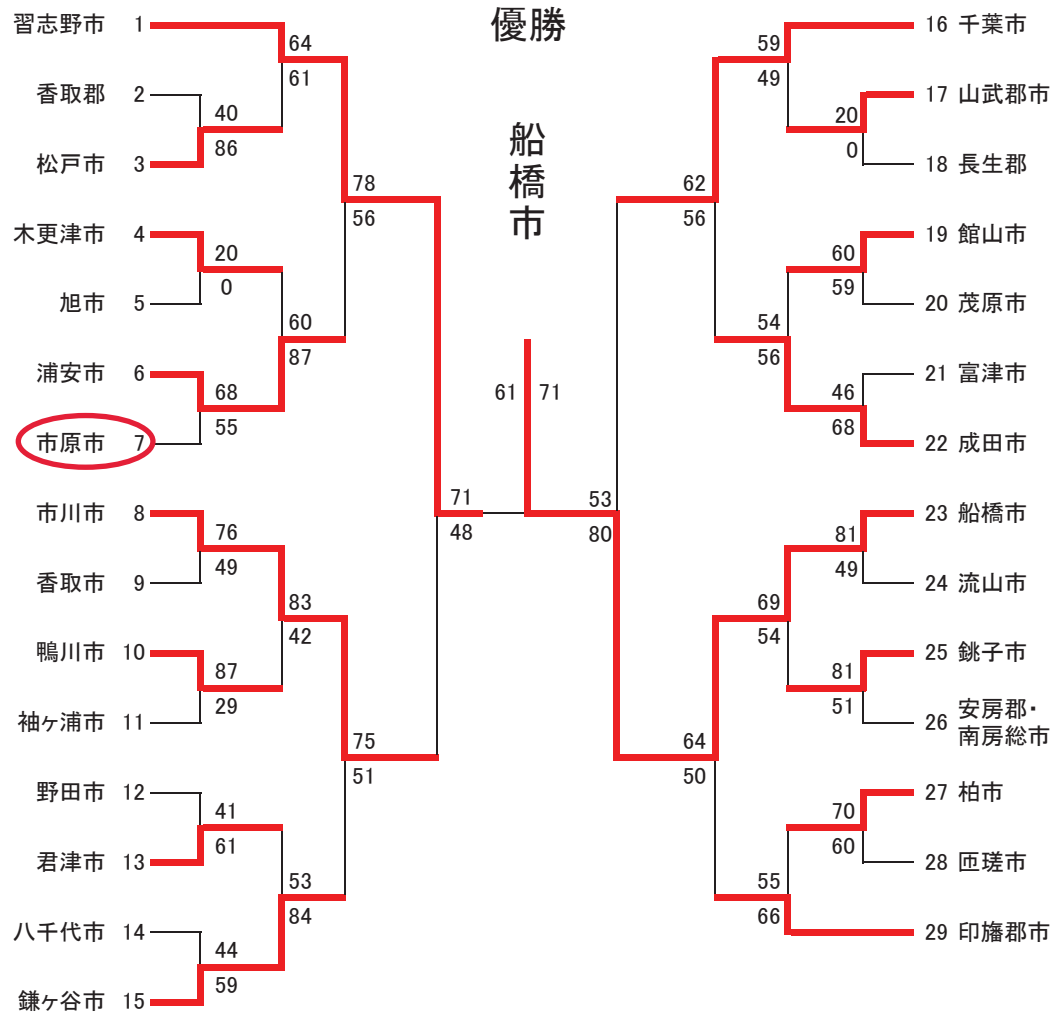 優勝
船橋市
習志野市 1
香取郡 2
松戸市 3
木更津市 4
旭市 5
浦安市 6
市原市 7
市川市 8
香取市 9
鴨川市 10
袖ヶ浦市 11
野田市 12
君津市 13
八千代市 14
鎌ヶ谷市 15
64
61
40
86
78
56
20
0
60
87
68
55
71
48
76
49
83
42
87
29
75
51
41
61
53
84
44
59
61 71
53
80
62
56
59
49
20
0
60
59
54
56
46
68
81
49
69
54
81
51
64
50
70
60
55
66
16 千葉市
17 山武郡市
18 長生郡
19 館山市
20 茂原市
21 富津市
22 成田市
23 船橋市
24 流山市
25 銚子市
26 安房郡・
南房総市
27 柏市
28 匝瑳市
29 印旛郡市